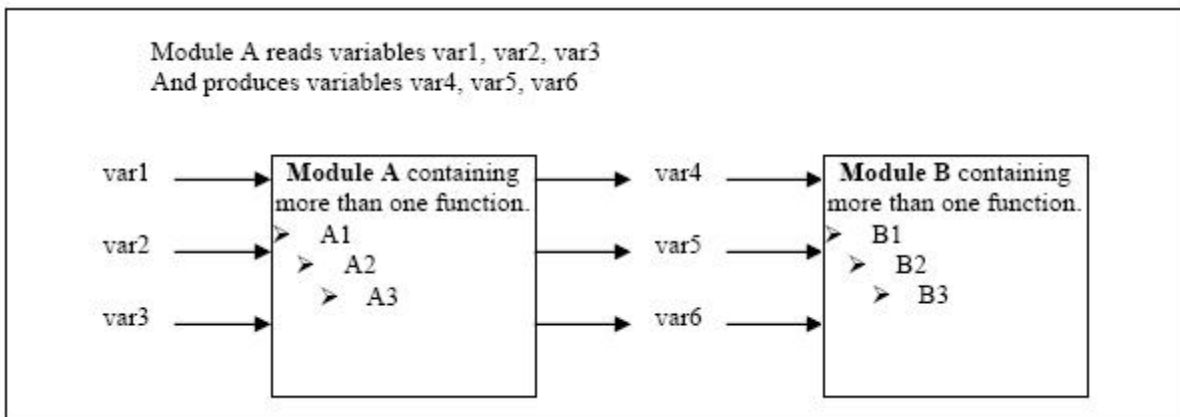 Module A reads variables var1, var2, var3
And produces variables var4, var5, var6
var1
var2
var3
Module A containing
more than one function.
➢ A1
➢ A2
➢ A3
var4
var5
var6
Module B containing
more than one function.
➢ B1
➢ B2
➢ B3